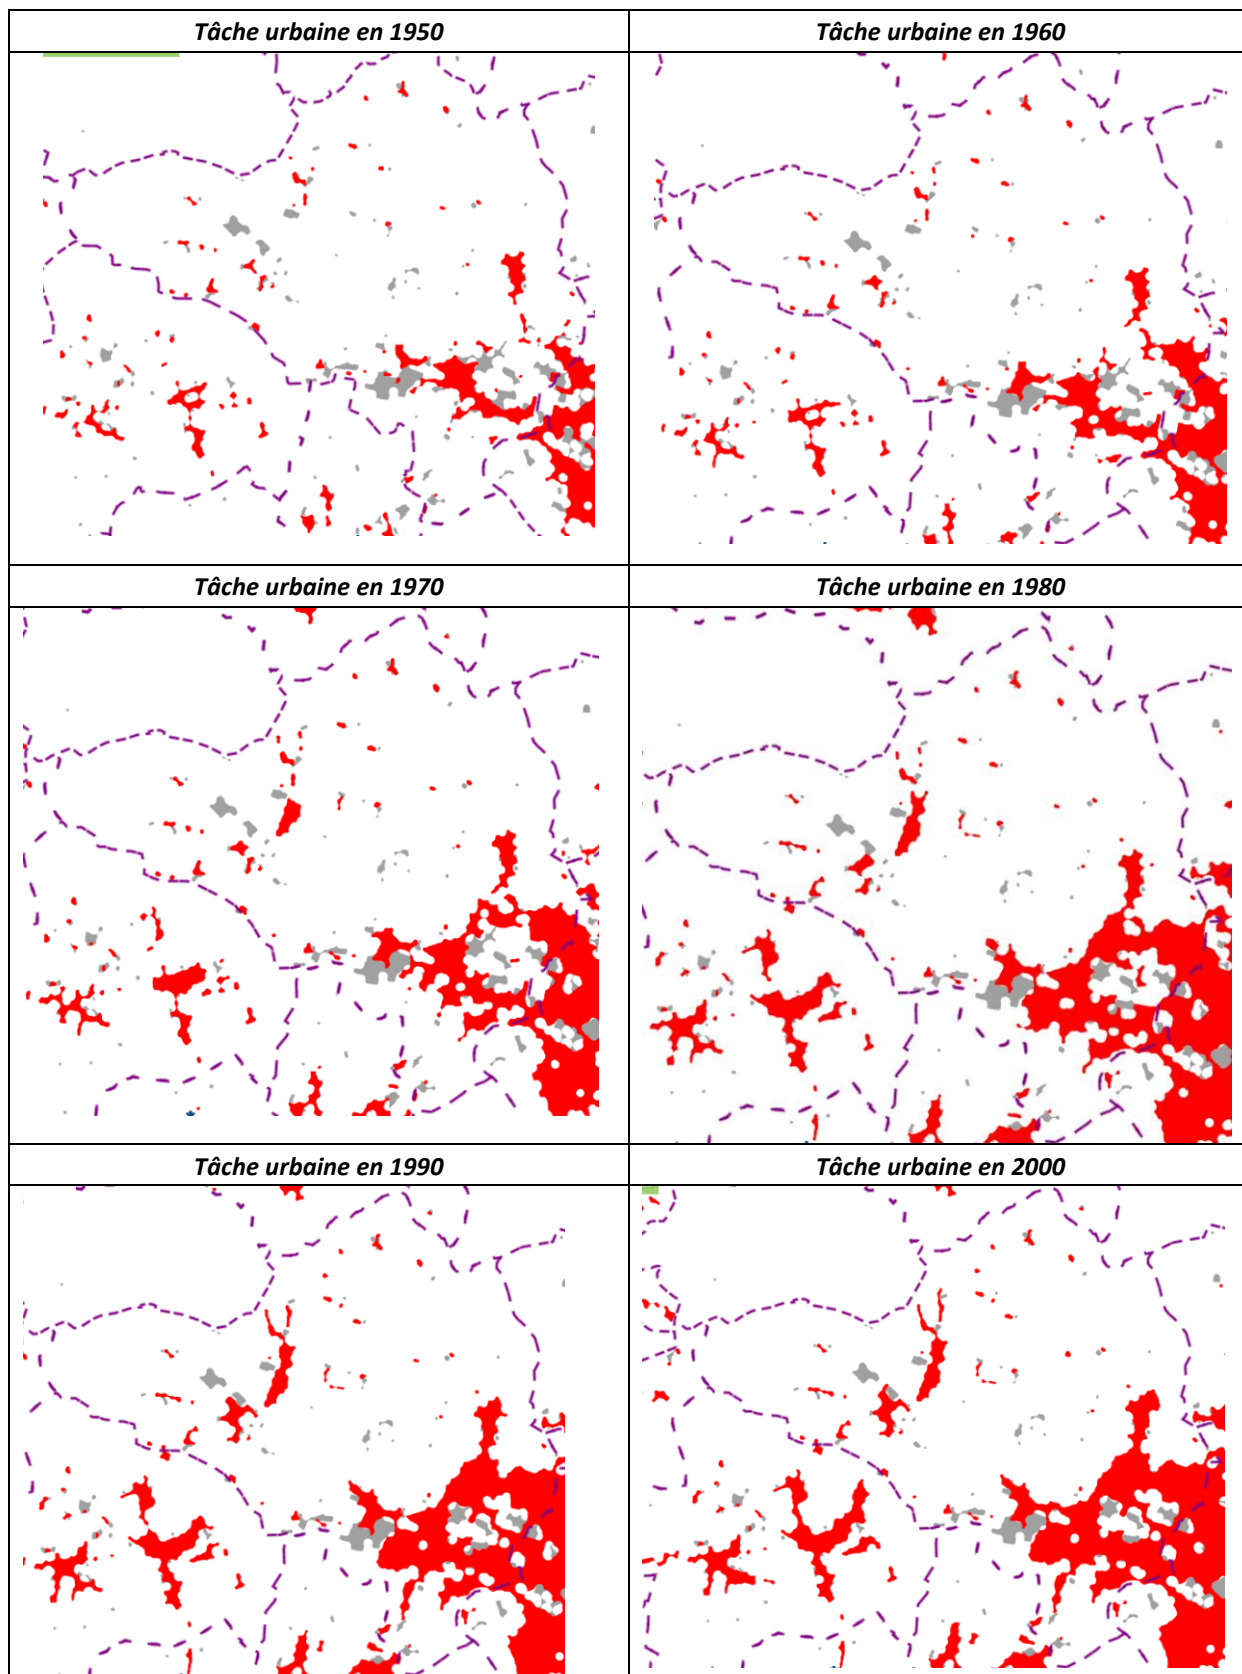 Tâche urbaine en 1950
Tâche urbaine en 1960
Tâche urbaine en 1970
Tâche urbaine en 1980
Tâche urbaine en 1990
Tâche urbaine en 2000